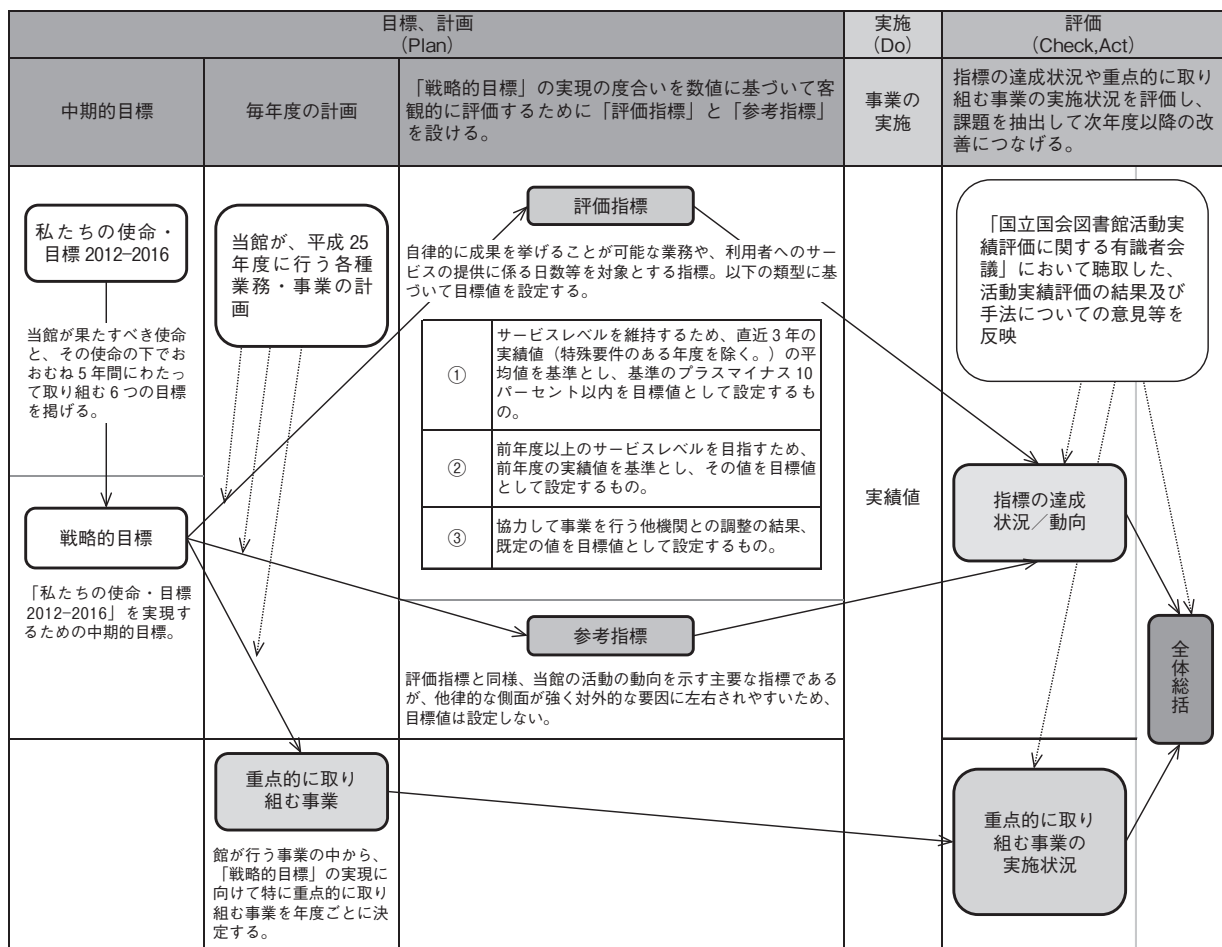 目標、計画
(Plan)
実施
(Do)
評価
(Check,Act)
中期的目標
毎年度の計画
「戦略的目標」の実現の度合いを数値に基づいて客
観的に評価するために「評価指標」と「参考指標」
を設ける。
事業の
実施
指標の達成状況や重点的に取り
組む事業の実施状況を評価し、
課題を抽出して次年度以降の改
善につなげる。
私たちの使命・
目標 2012−2016
当館が果たすべき使命
と、その使命の下でお
おむね 5 年間にわたっ
て取り組む 6 つの目標
を掲げる。
戦略的目標
「私たちの使命・目標
2012−2016」を実現す
るための中期的目標。
当館が、平成 25
年度に行う各種
業務・事業の計
画
評価指標
自律的に成果を挙げることが可能な業務や、利用者へのサー
ビスの提供に係る日数等を対象とする指標。以下の類型に基
づいて目標値を設定する。
①
サービスレベルを維持するため、直近 3 年の
実績値（特殊要件のある年度を除く。）の平
均値を基準とし、基準のプラスマイナス 10
パーセント以内を目標値として設定するも
の。
②
前年度以上のサービスレベルを目指すため、
前年度の実績値を基準とし、その値を目標値
として設定するもの。
③
協力して事業を行う他機関との調整の結果、
既定の値を目標値として設定するもの。
参考指標
評価指標と同様、当館の活動の動向を示す主要な指標である
が、他律的な側面が強く対外的な要因に左右されやすいため、
目標値は設定しない。
重点的に取り
組む事業
館が行う事業の中から、
「戦略的目標」の実現に
向けて特に重点的に取り
組む事業を年度ごとに決
定する。
実績値
「国立国会図書館活動実
績評価に関する有識者会
議」において聴取した、
活動実績評価の結果及び
手法についての意見等を
反映
指標の達成
状況／動向
重点的に取り
組む事業の
実施状況
全体総括